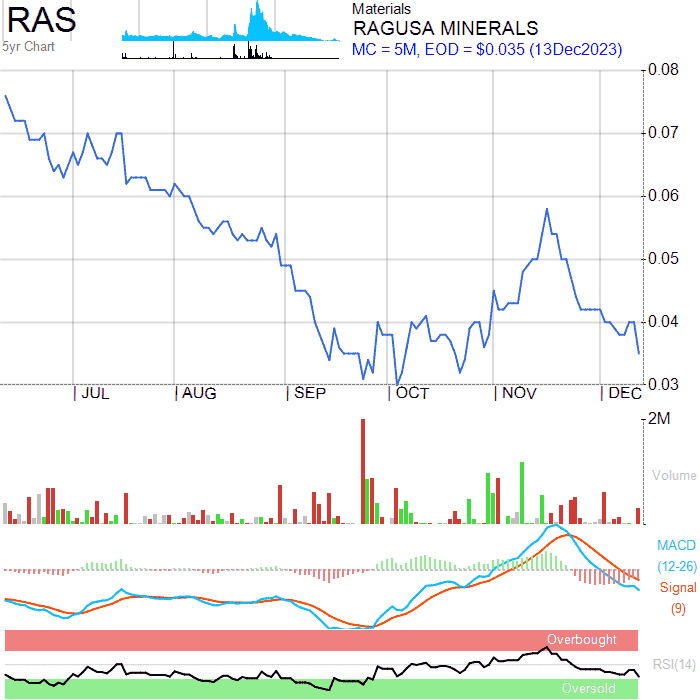 RAS
5yr Chart
Materials
RAGUSA MINERALS
MC = 5M, EOD = $0.035 (13Dec2023)
0.08
0.07
0.06
0.05
0.04
0.03
JUL AUG SEP OCT NOV DEC
2M
Volume
MACD
(12-26)
Signal
(9)
Overbought
RSI(14)
Oversold